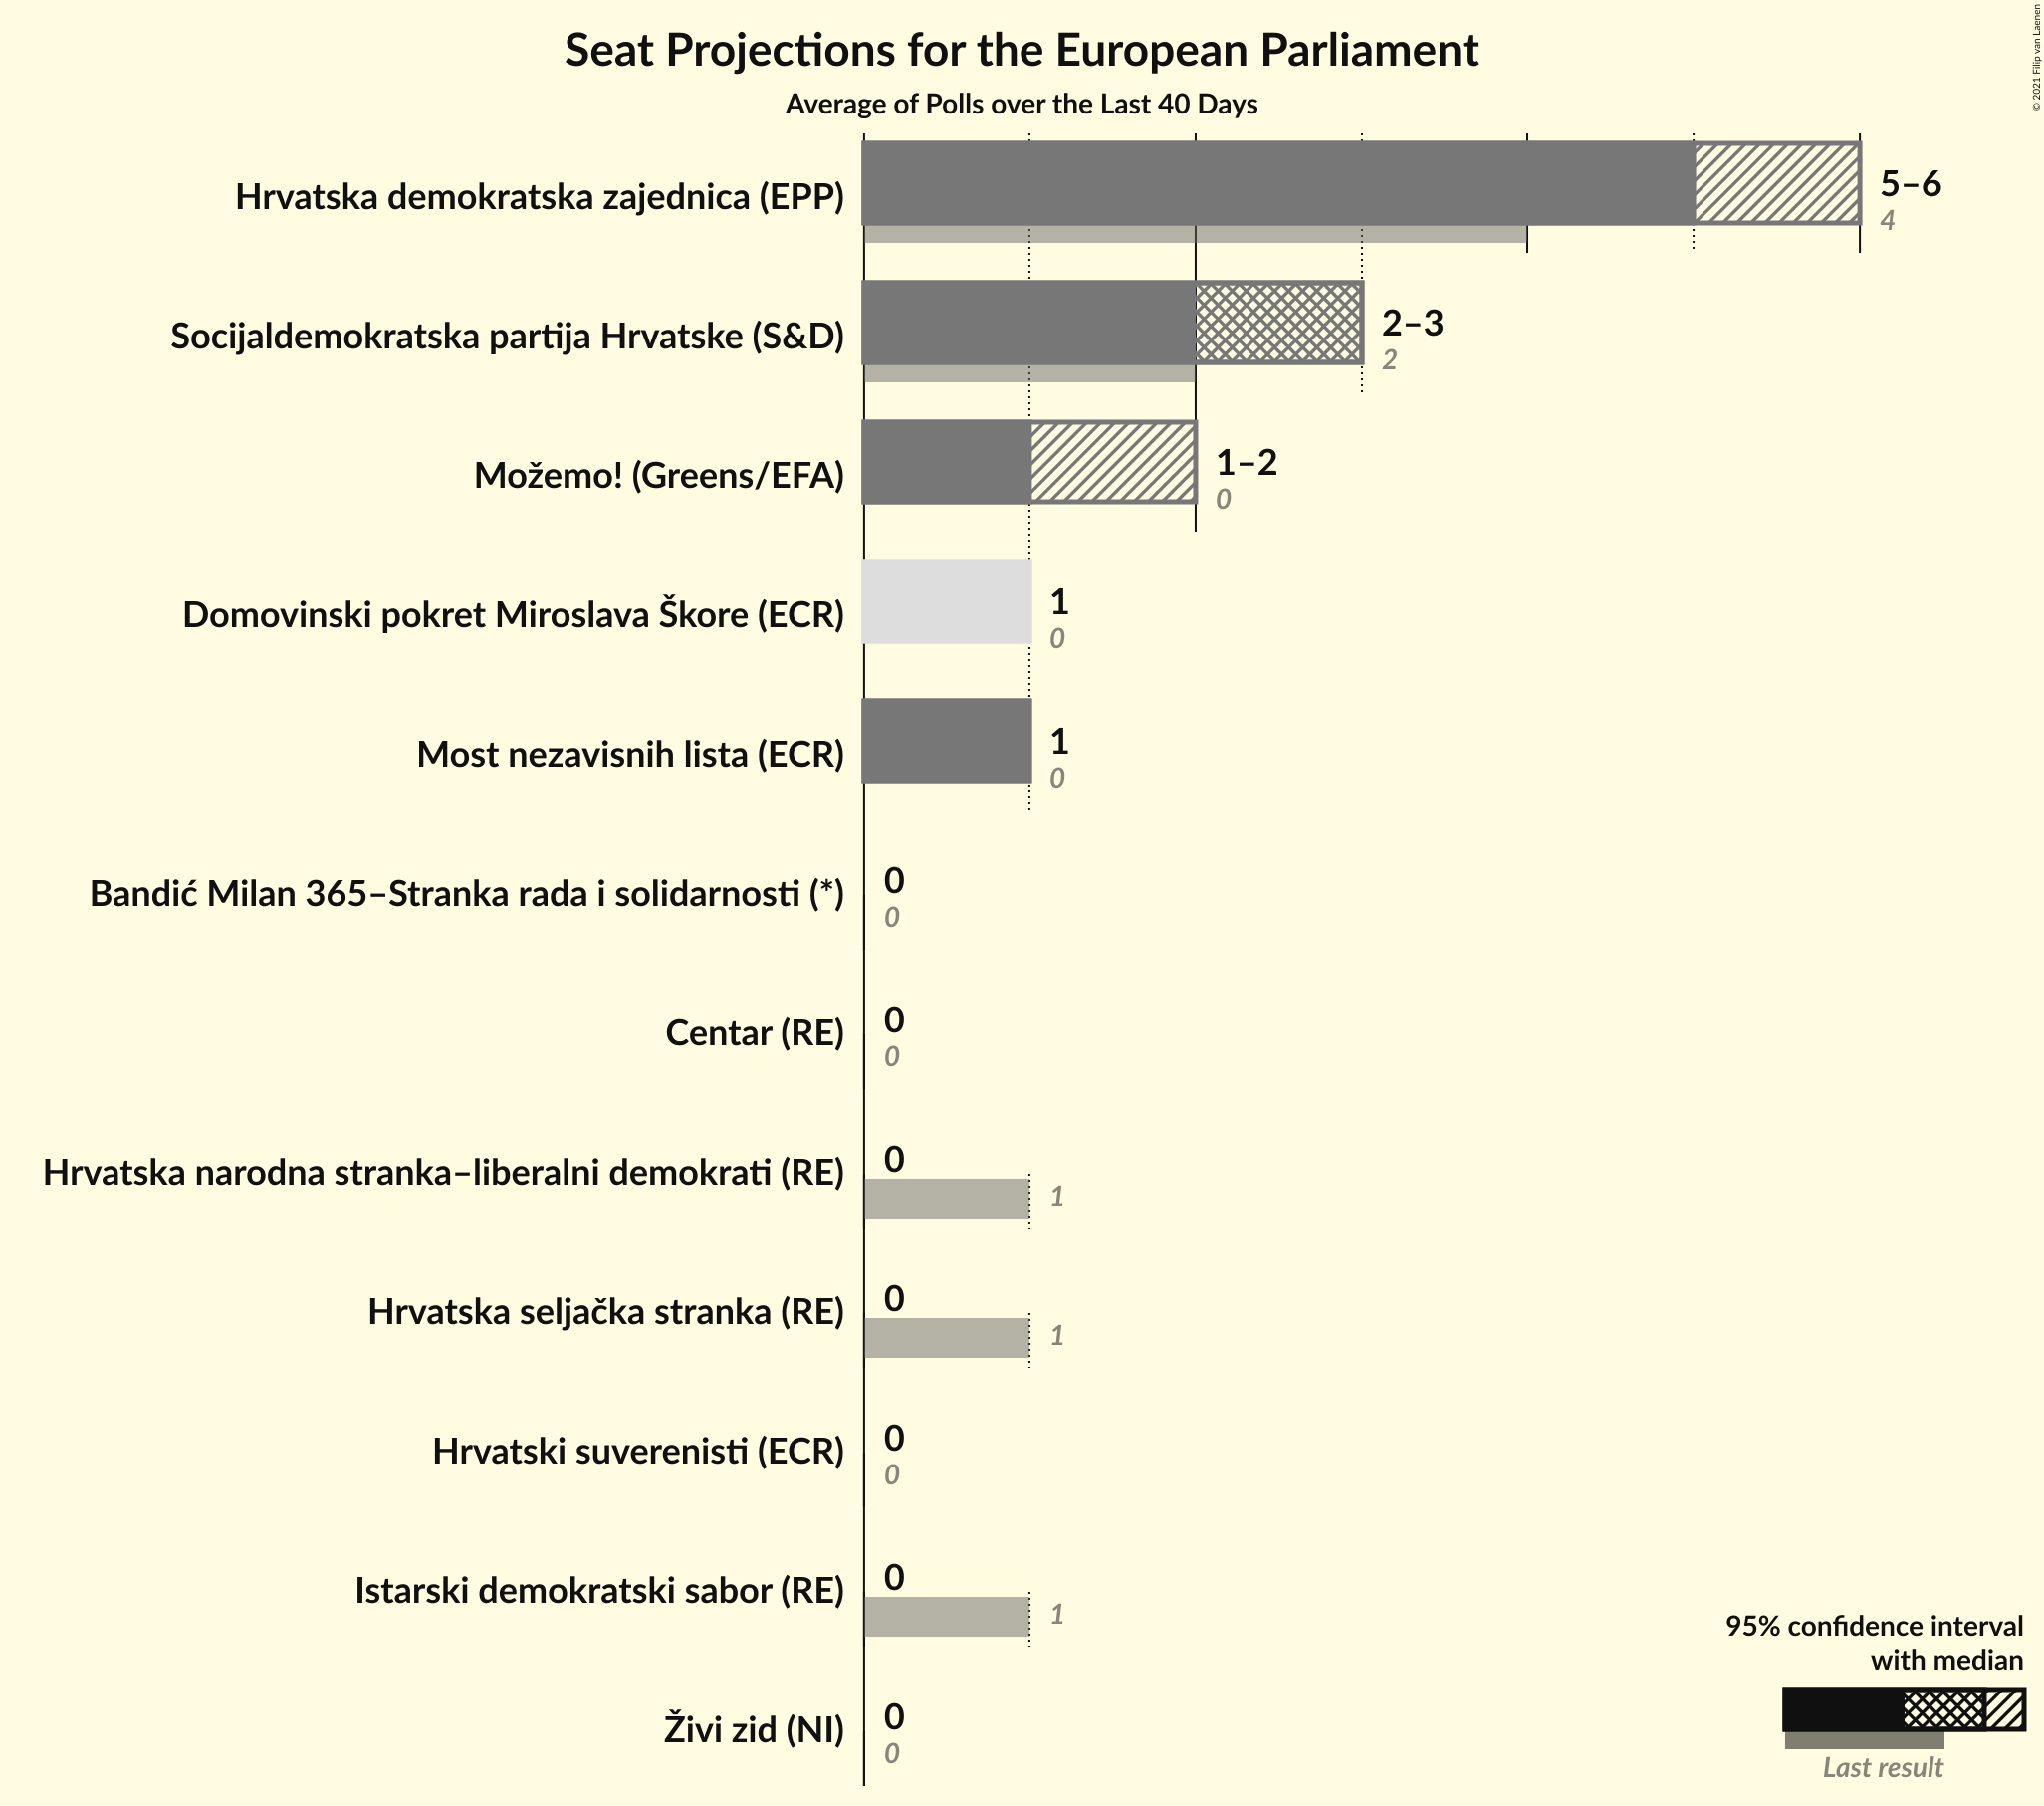 Seat Projections for the European Parliament
Average of Polls over the Last 40 Days
© 2021 Filip van Laenen
Hrvatska demokratska zajednica (EPP)
5–6
4
Socijaldemokratska partija Hrvatske (S&D)
2–3
2
Možemo! (Greens/EFA)
1–2
0
Domovinski pokret Miroslava Škore (ECR)
1
0
Most nezavisnih lista (ECR)
1
0
Bandić Milan 365–Stranka rada i solidarnosti (*)
0
0
Centar (RE)
0
0
Hrvatska narodna stranka–liberalni demokrati (RE)
0
1
Hrvatska seljačka stranka (RE)
0
1
Hrvatski suverenisti (ECR)
0
0
Istarski demokratski sabor (RE)
0
1
Živi zid (NI)
0
0
95% confidence interval
with median
Last result